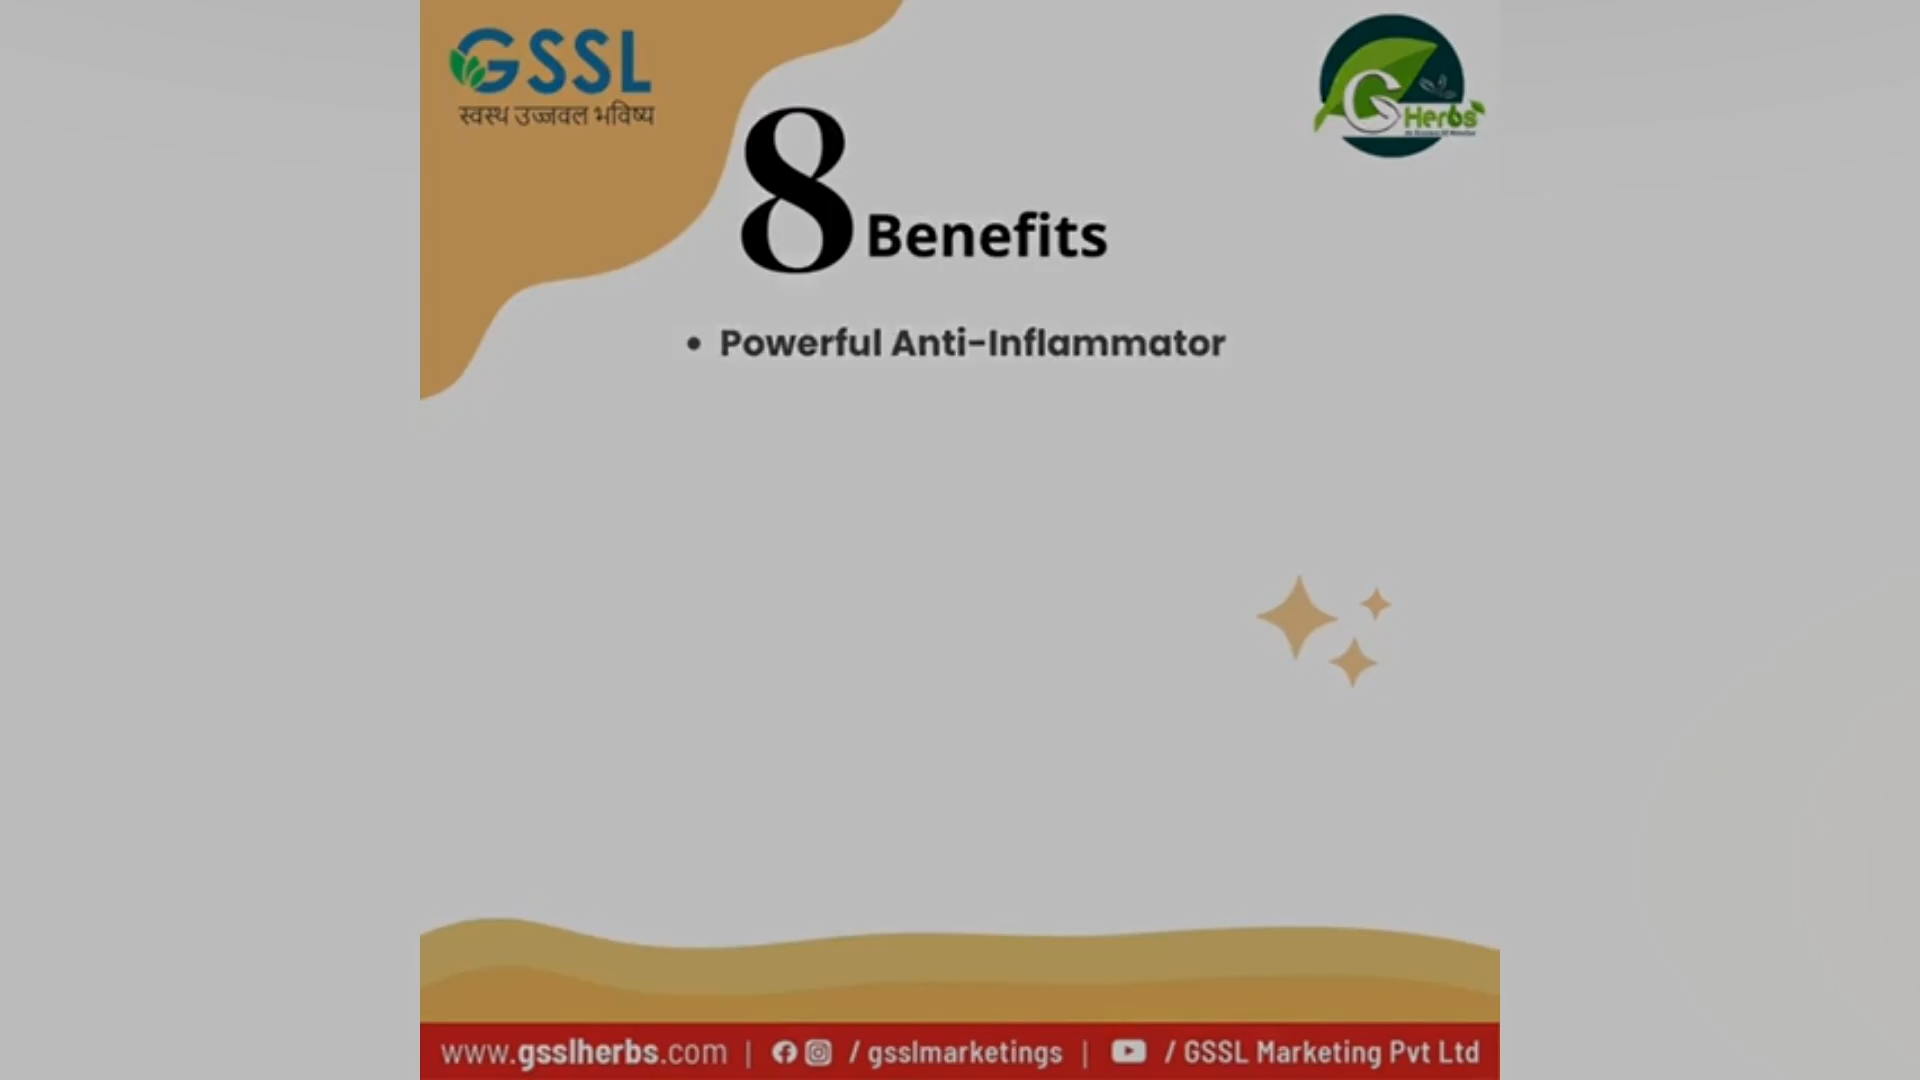 GSSL
स्वस्थ उज्जवल भविष्य
G Herbs
8 Benefits
• Powerful Anti-Inflammator
www.gsslherbs.com | / gsslmarketings | / GSSL Marketing Pvt Ltd